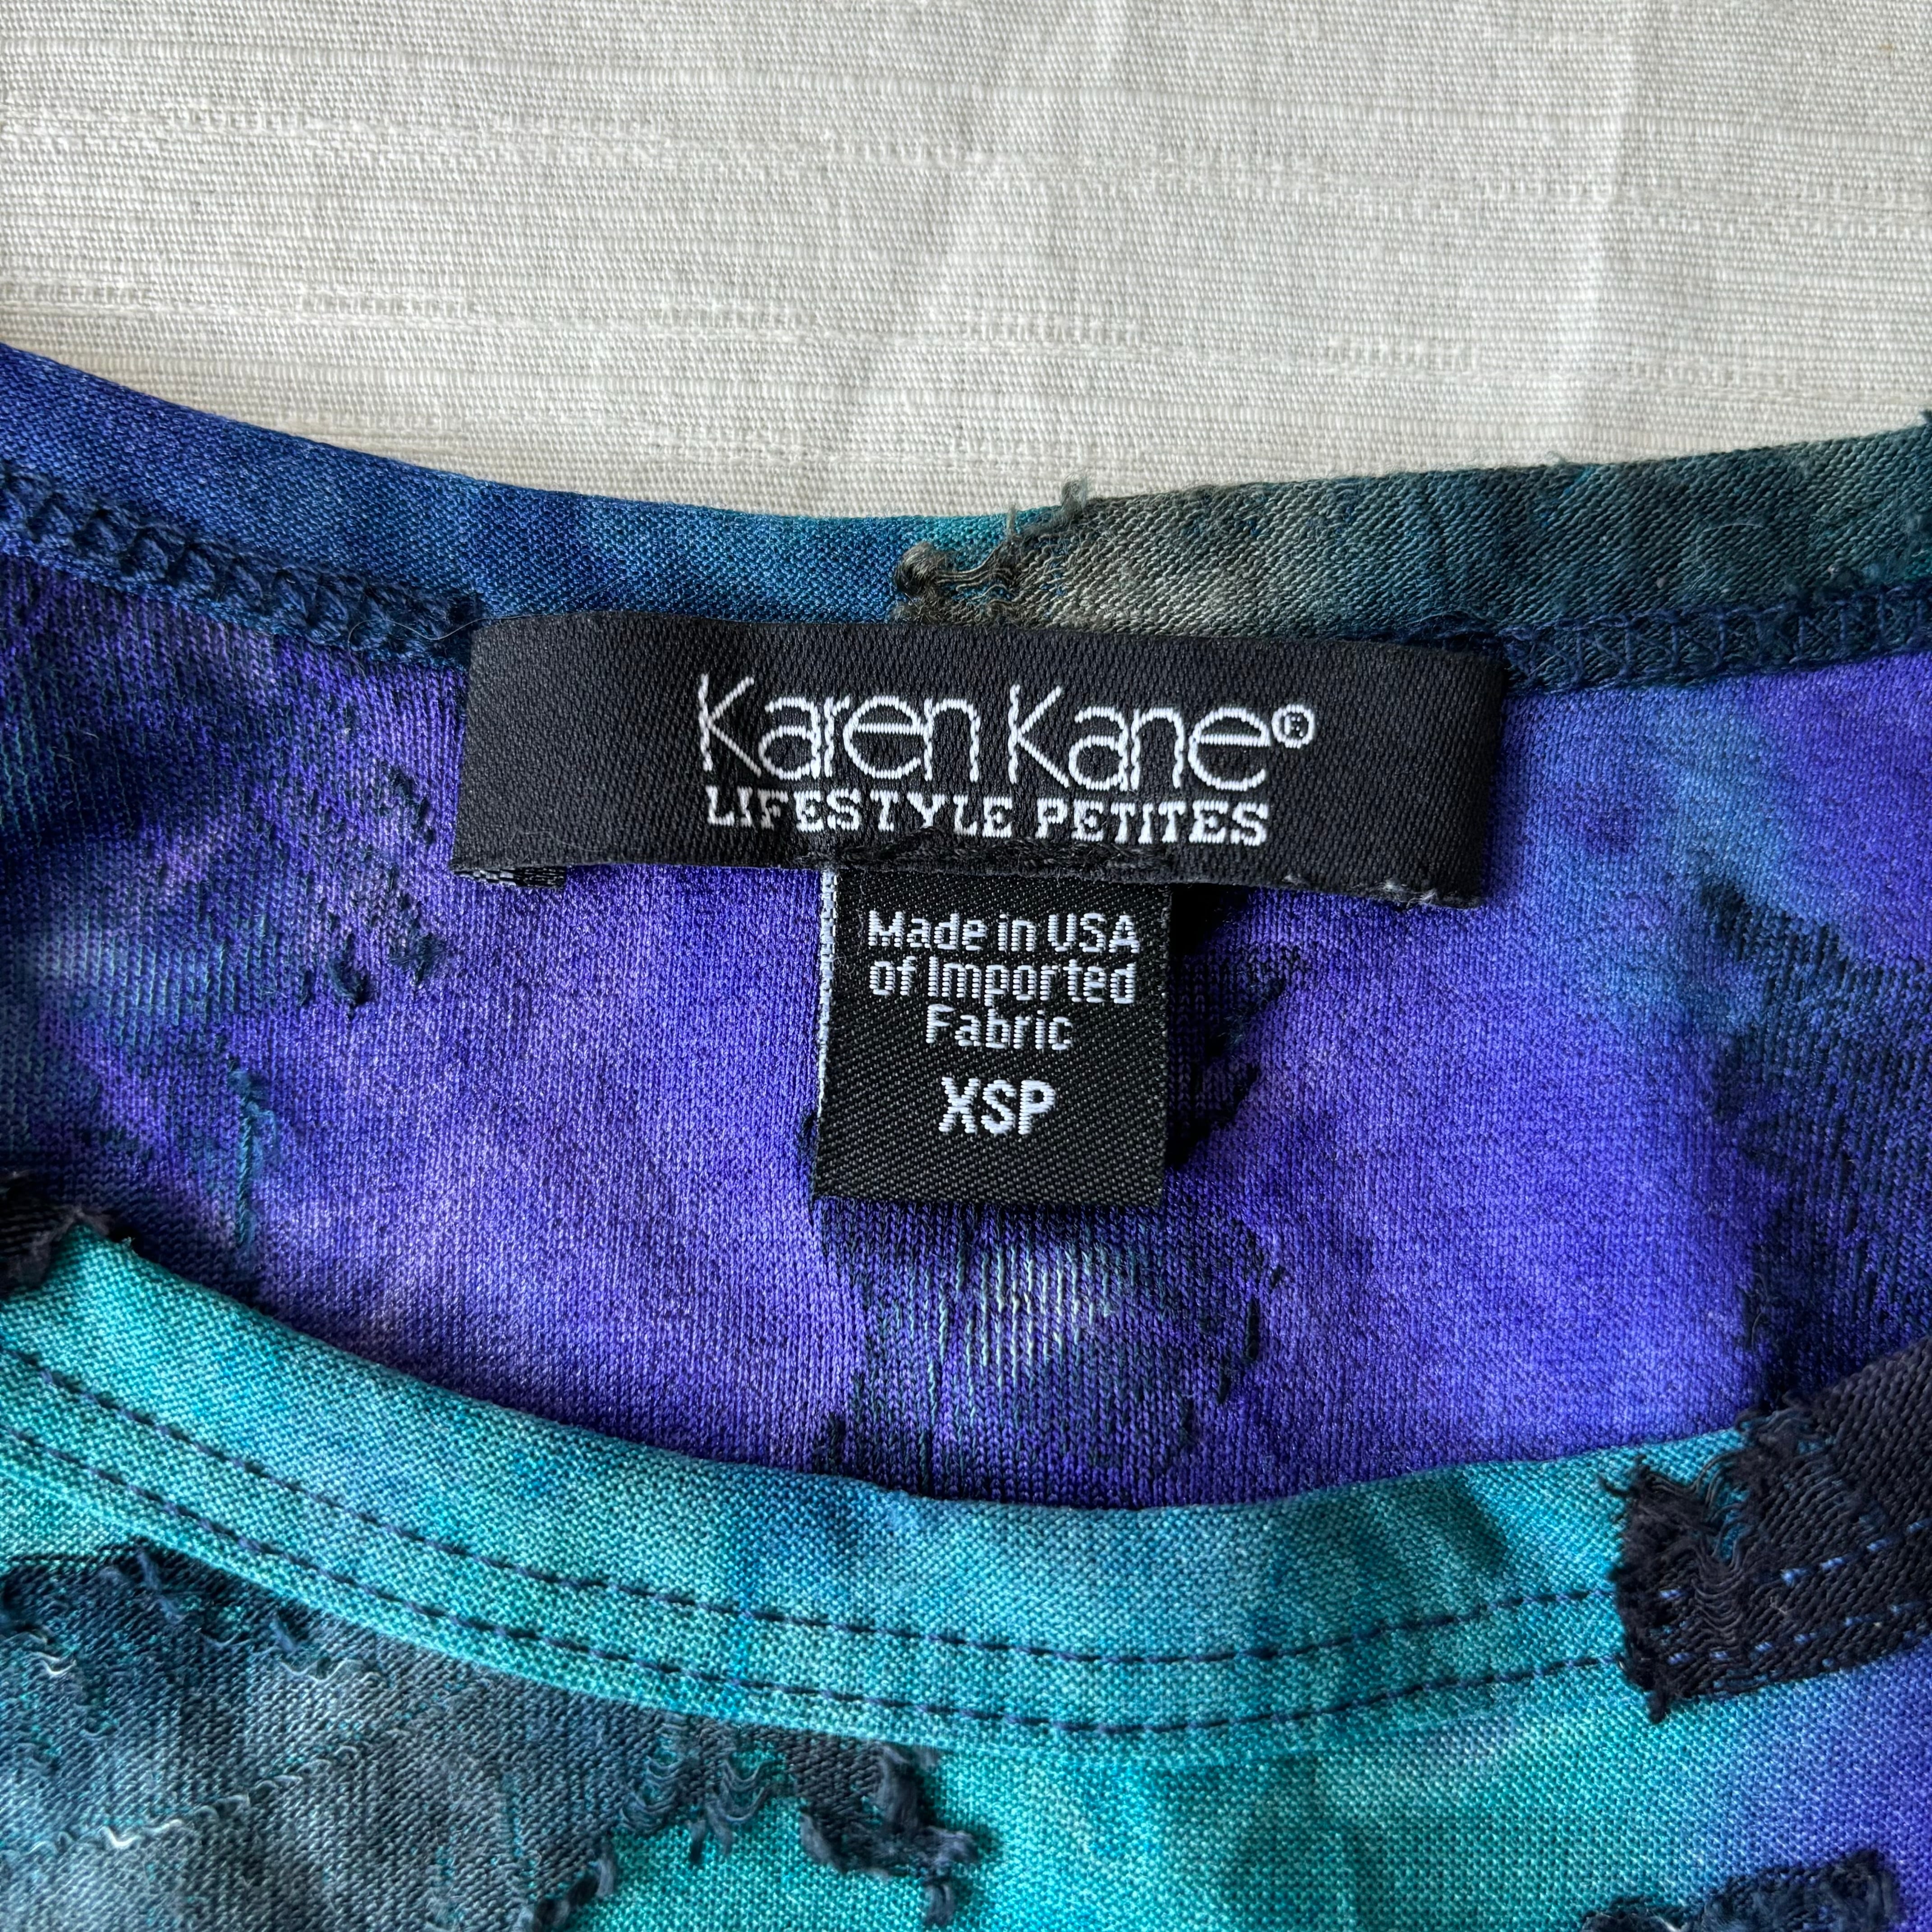 Karen Kane®
LIFESTYLE PETITES
Made in USA
of Imported
Fabric
XSP